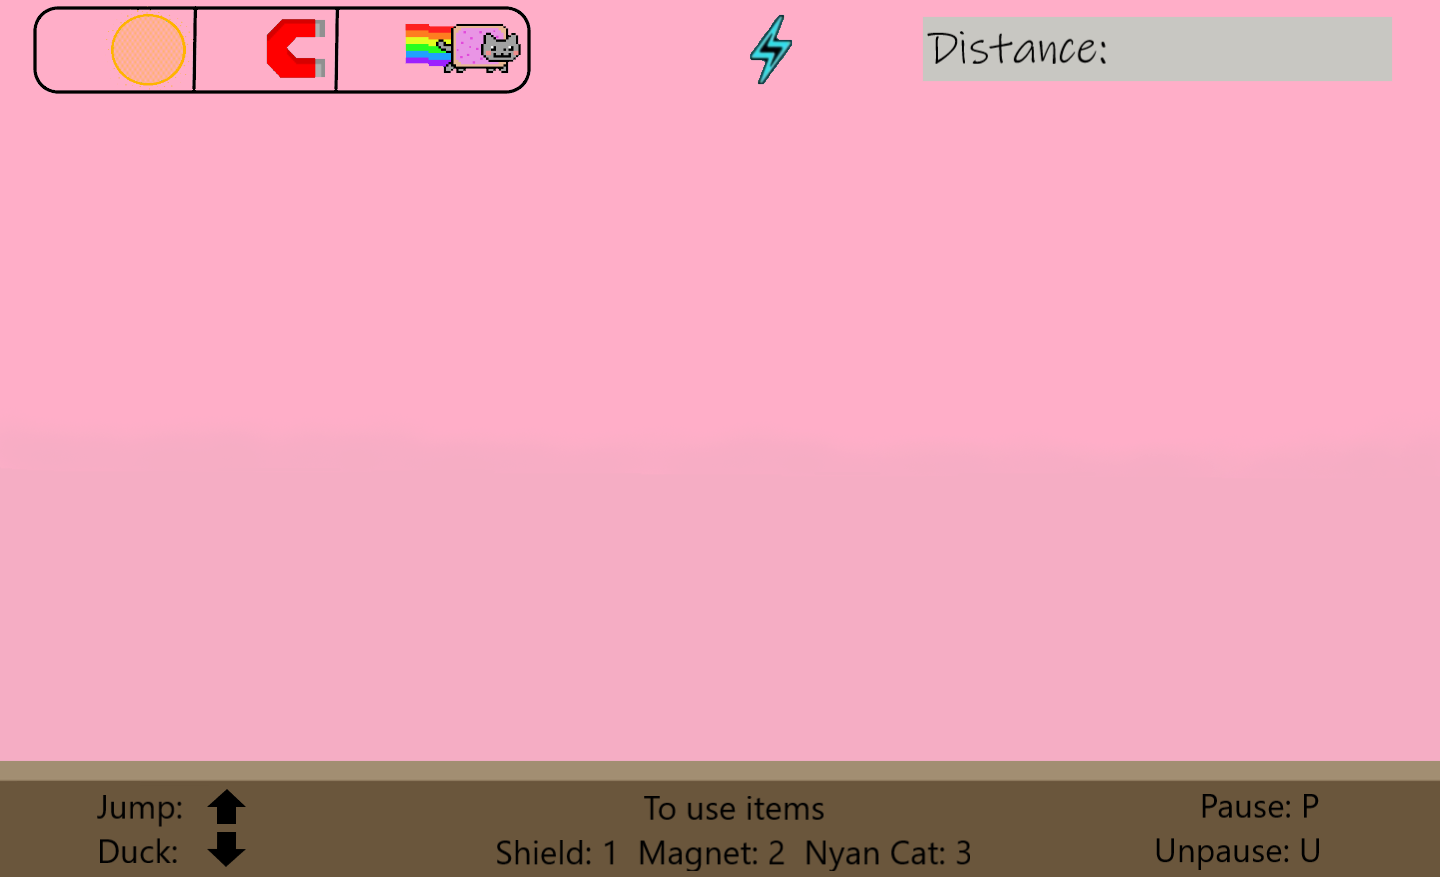 Distance:
Jump:
Duck:
To use items
Shield: 1 Magnet: 2 Nyan Cat: 3
Pause: P
Unpause: U